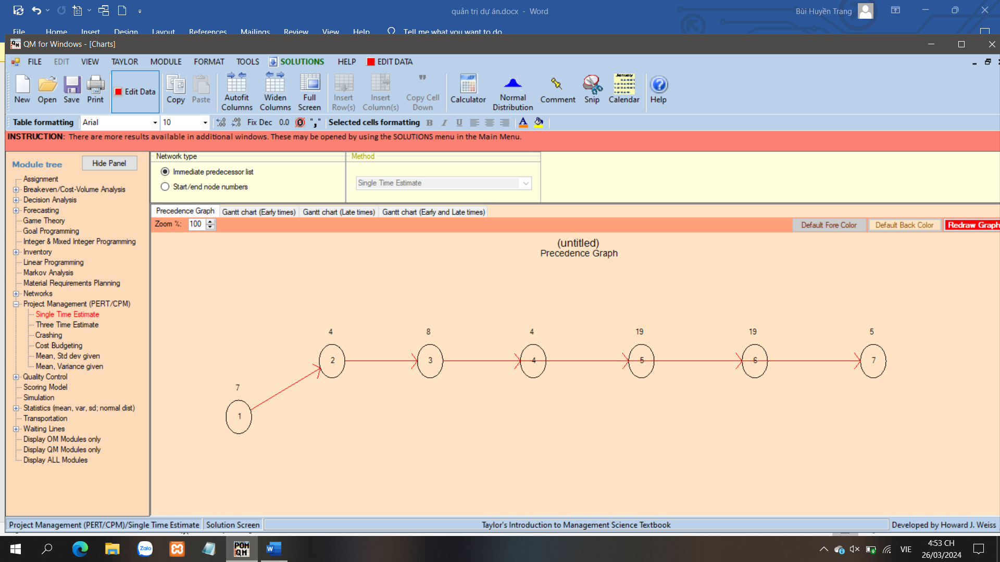 quản trị dự án.docx - Word
Bùi Huyền Trang
File Home Insert Design Layout References Mailings Review View Help Tell me what you want to do
QM for Windows - [Charts]
FILE EDIT VIEW TAYLOR MODULE FORMAT TOOLS SOLUTIONS HELP EDIT DATA
New Open Save Print Edit Data Copy Paste Autofit Columns Widen Columns Full Screen Insert Row(s) Insert Column(s) Copy Cell Down Calculator Normal Distribution Comment Snip January Calendar Help
Table formatting Arial 10 Fix Dec 0.0 "," Selected cells formatting B I U A
INSTRUCTION: There are more results available in additional windows. These may be opened by using the SOLUTIONS menu in the Main Menu.
Module tree
Hide Panel
Assignment
Breakeven/Cost-Volume Analysis
Decision Analysis
Forecasting
Game Theory
Goal Programming
Integer & Mixed Integer Programming
Inventory
Linear Programming
Markov Analysis
Material Requirements Planning
Networks
Project Management (PERT/CPM)
Single Time Estimate
Three Time Estimate
Crashing
Cost Budgeting
Mean, Std dev given
Mean, Variance given
Quality Control
Scoring Model
Simulation
Statistics (mean, var, sd; normal dist)
Transportation
Waiting Lines
Display OM Modules only
Display QM Modules only
Display ALL Modules
Network type
Immediate predecessor list
Start/end node numbers
Method
Single Time Estimate
Precedence Graph Gantt chart (Early times) Gantt chart (Late times) Gantt chart (Early and Late times)
Zoom %: 100 Default Fore Color Default Back Color Redraw Graph
(untitled)
Precedence Graph
4 8 4 19 19 5
2 3 4 5 6 7
7
1
Project Management (PERT/CPM)/Single Time Estimate Solution Screen Taylor's Introduction to Management Science Textbook Developed by Howard J. Weiss
Zalo
POM QM
W
VIE
4:53 CH
26/03/2024